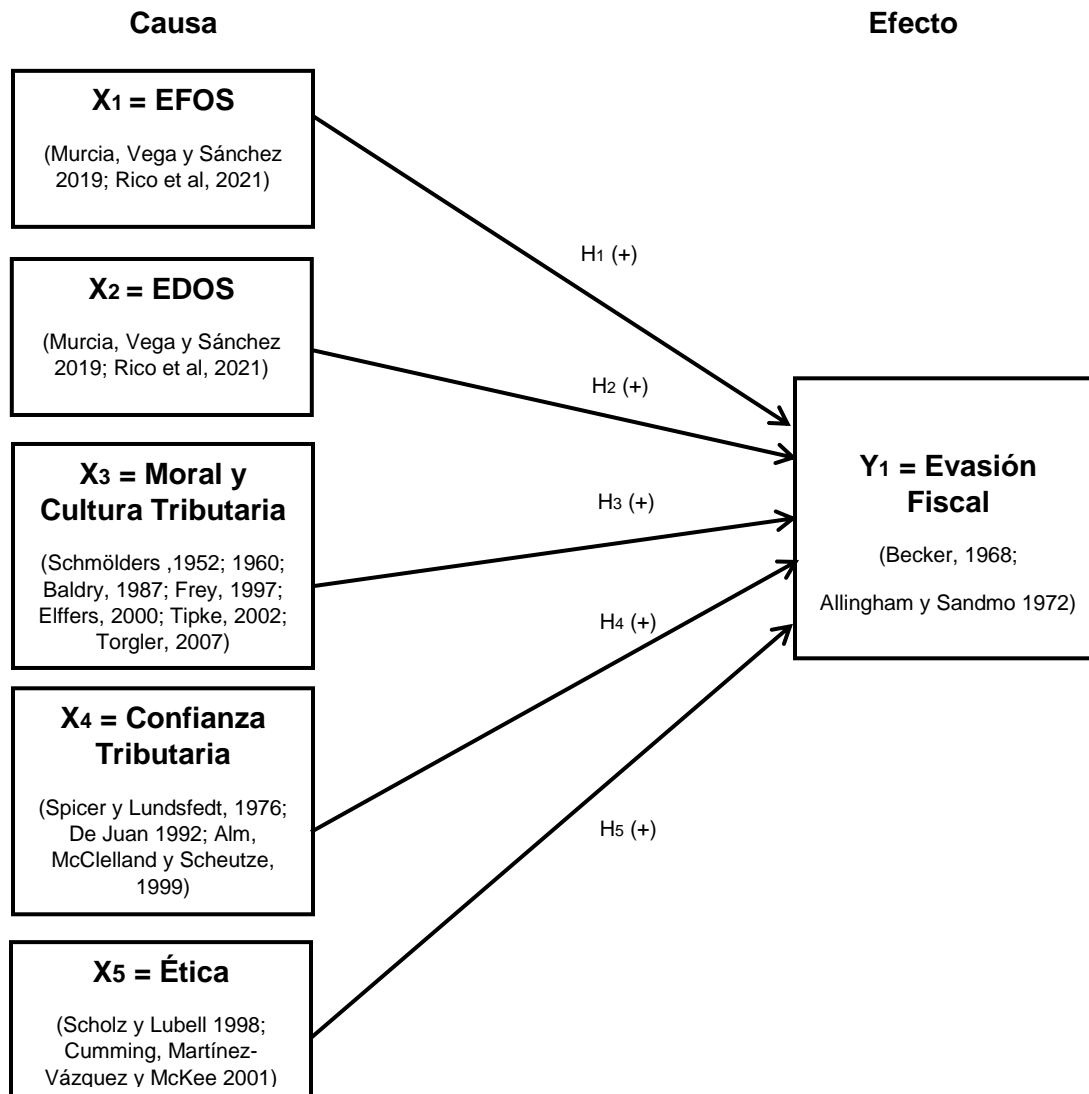 Causa
Efecto
X1 = EFOS
(Murcia, Vega y Sánchez
2019; Rico et al, 2021)
H1 (+)
X2 = EDOS
(Murcia, Vega y Sánchez
2019; Rico et al, 2021)
H2 (+)
X3 = Moral y
Cultura Tributaria
(Schmölders ,1952; 1960;
Baldry, 1987; Frey, 1997;
Elffers, 2000; Tipke, 2002;
Torgler, 2007)
H3 (+)
Y1 = Evasión
Fiscal
(Becker, 1968;
Allingham y Sandmo 1972)
X4 = Confianza
Tributaria
(Spicer y Lundsfedt, 1976;
De Juan 1992; Alm,
McClelland y Scheutze,
1999)
H4 (+)
H5 (+)
X5 = Ética
(Scholz y Lubell 1998;
Cumming, Martínez-
Vázquez y McKee 2001)